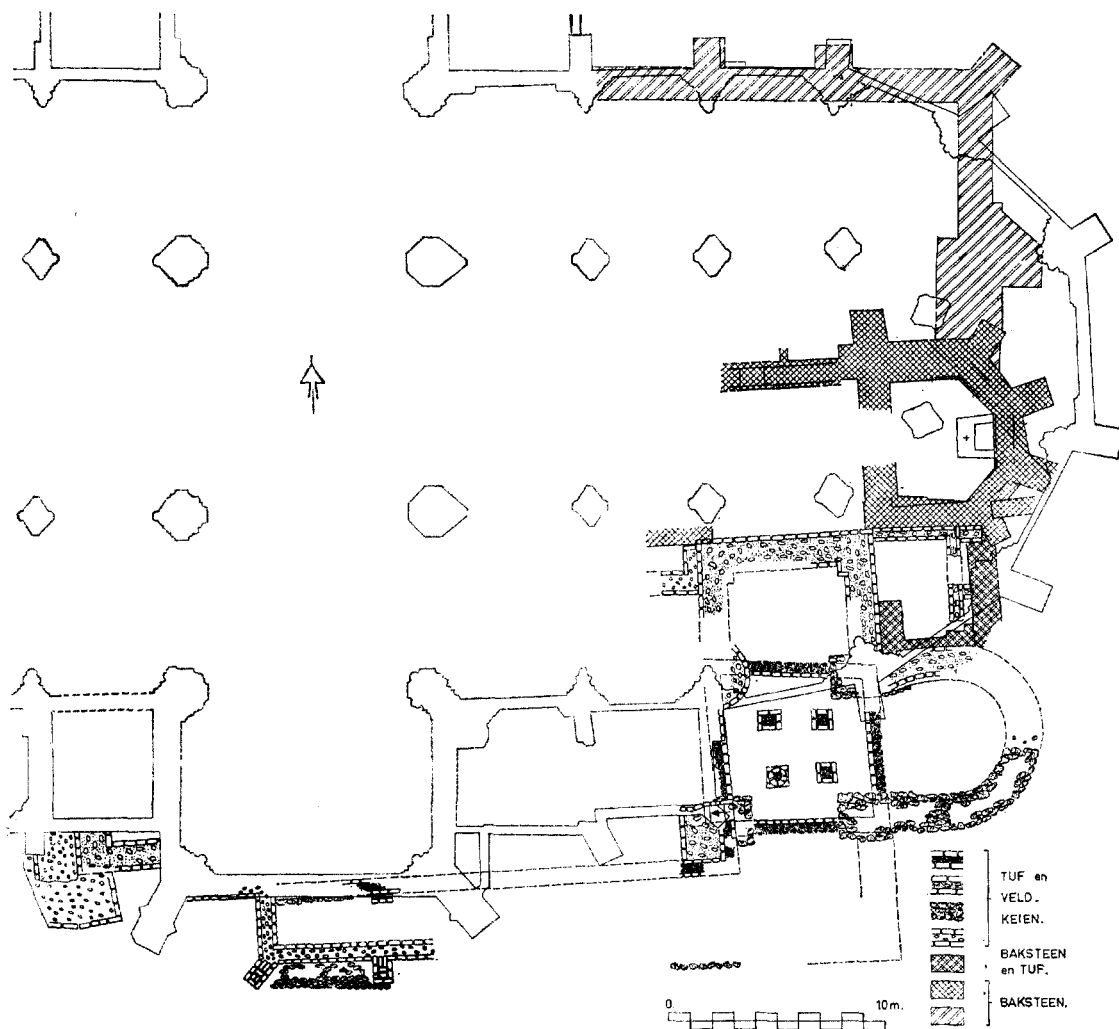 TUF en
VELD-
KEIEN.
BAKSTEEN
en TUF.
BAKSTEEN.
0. 10 m.